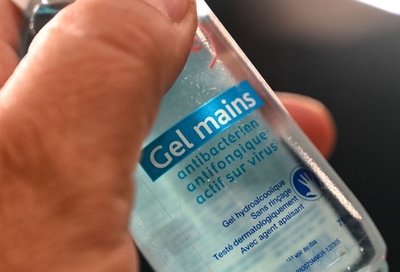 Gel mains
antibactérien
antifongique
actif sur virus
Gel hydroalcoolique
Sans rinçage
Testé dermatologiquement
Avec agent apaisant